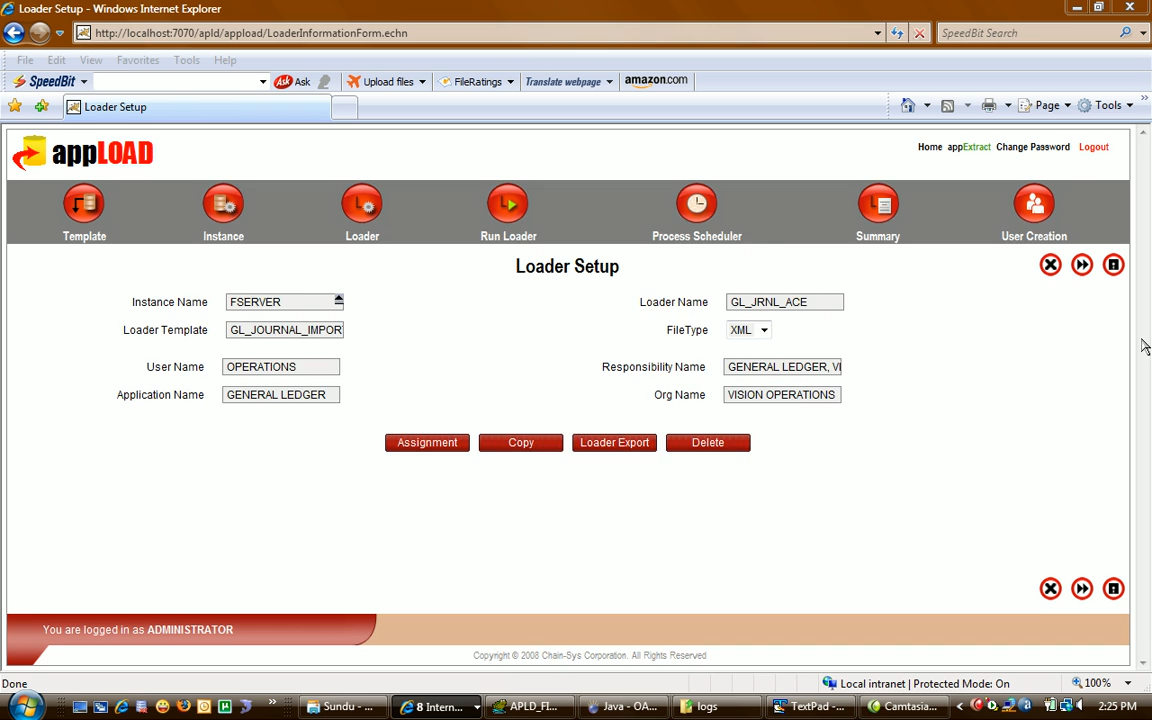 Loader Setup - Windows Internet Explorer
http://localhost:7070/apld/appload/LoaderInformationForm.echn
SpeedBit Search
File Edit View Favorites Tools Help
SpeedBit Ask Ask Upload files FileRatings Translate webpage amazon.com
Loader Setup Page Tools
appLOAD
Home appExtract Change Password Logout
Template Instance Loader Run Loader Process Scheduler Summary User Creation
Loader Setup
Instance Name FSERVER Loader Name GL_JRNL_ACE
Loader Template GL_JOURNAL_IMPOR FileType XML
User Name OPERATIONS Responsibility Name GENERAL LEDGER, VI
Application Name GENERAL LEDGER Org Name VISION OPERATIONS
Assignment Copy Loader Export Delete
You are logged in as ADMINISTRATOR
Copyright © 2008 Chain-Sys Corporation. All Rights Reserved
Done Local intranet | Protected Mode: On 100%
Sundu - ... 8 Intern... APLD_FI... Java - OA... logs TextPad - ... Camtasia... 2:25 PM